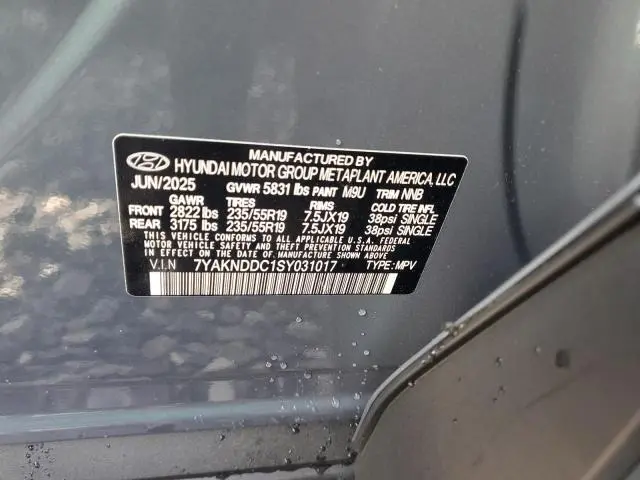 MANUFACTURED BY
HYUNDAI MOTOR GROUP METAPLANT AMERICA, LLC
JUN/2025 GVWR 5831 lbs PAINT M9U TRIM NNB
GAWR TIRES RIMS COLD TIRE INFL
FRONT 2822 lbs 235/55R19 7.5JX19 38psi SINGLE
REAR 3175 lbs 235/55R19 7.5JX19 38psi SINGLE
THIS VEHICLE CONFORMS TO ALL APPLICABLE U.S.A. FEDERAL
MOTOR VEHICLE SAFETY STANDARDS IN EFFECT
ON THE DATE OF MANUFACTURE SHOWN ABOVE.
V.I.N 7YAKNDDC1SY031017 TYPE: MPV